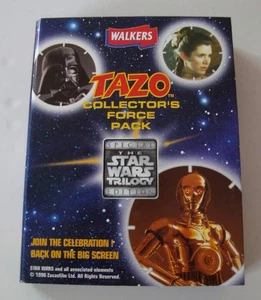 WALKERS
TAZO™
COLLECTOR'S
FORCE
PACK
SPECIAL
THE
STAR
WARS
TRILOGY
EDITION
JOIN THE CELEBRATION !
BACK ON THE BIG SCREEN
STAR WARS and all associated elements
© 1996 Lucasfilm Ltd. All Rights Reserved.